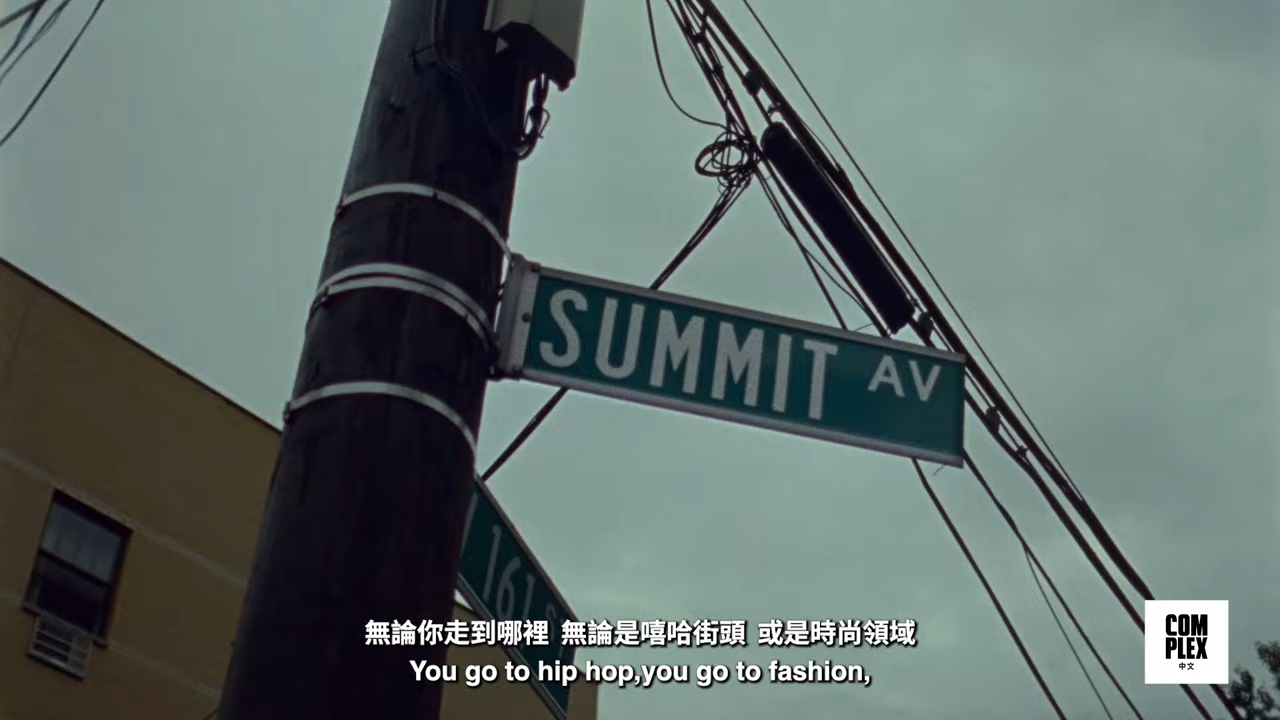 SUMMIT AV
161 S
無論你走到哪裡 無論是嘻哈街頭 或是時尚領域
You go to hip hop,you go to fashion,
COM
PLEX
中文